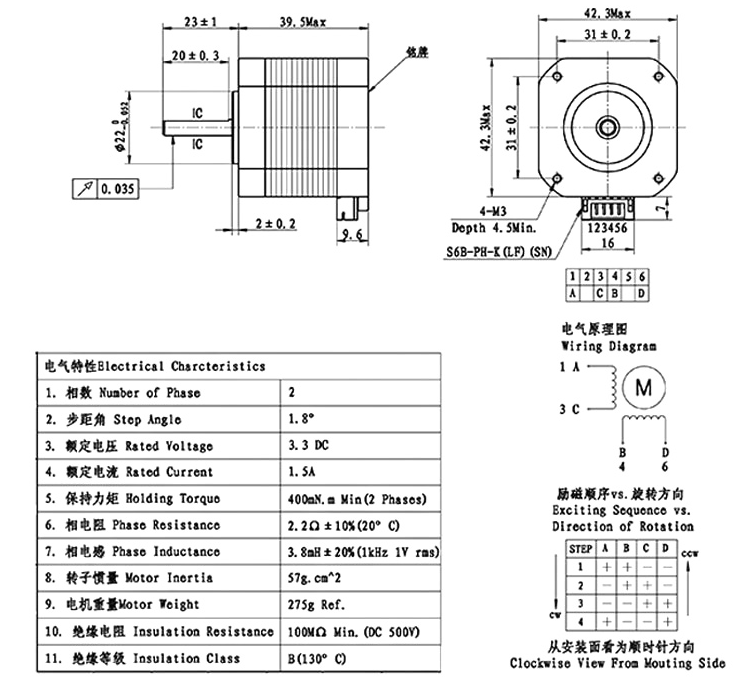 23±1
39.5Max
20±0.3
铭牌
Φ22 0 -0.052
IC
IC
0.035
2±0.2
9.6
42.3Max
31±0.2
42.3Max
31±0.2
4-M3
Depth 4.5Min.
123456
7
S6B-PH-K(LF)(SN)
16
1 2 3 4 5 6
A C B D
电气原理图
Wiring Diagram
1 A
M
3 C
B D
4 6
电气特性Electrical Charcteristics
1. 相数 Number of Phase 2
2. 步距角 Step Angle 1.8°
3. 额定电压 Rated Voltage 3.3 DC
4. 额定电流 Rated Current 1.5A
5. 保持力矩 Holding Torque 400mN.m Min(2 Phases)
6. 相电阻 Phase Resistance 2.2Ω±10%(20° C)
7. 相电感 Phase Inductance 3.8mH±20%(1kHz 1V rms)
8. 转子惯量 Motor Inertia 57g.cm^2
9. 电机重量Motor Weight 275g Ref.
10. 绝缘电阻 Insulation Resistance 100MΩ Min.(DC 500V)
11. 绝缘等级 Insulation Class B(130° C)
励磁顺序vs.旋转方向
Exciting Sequence vs.
Direction of Rotation
STEP A B C D
ccw
1 + + － －
2 － + + －
3 － － + +
cw
4 + － － +
从安装面看为顺时针方向
Clockwise View From Mouting Side